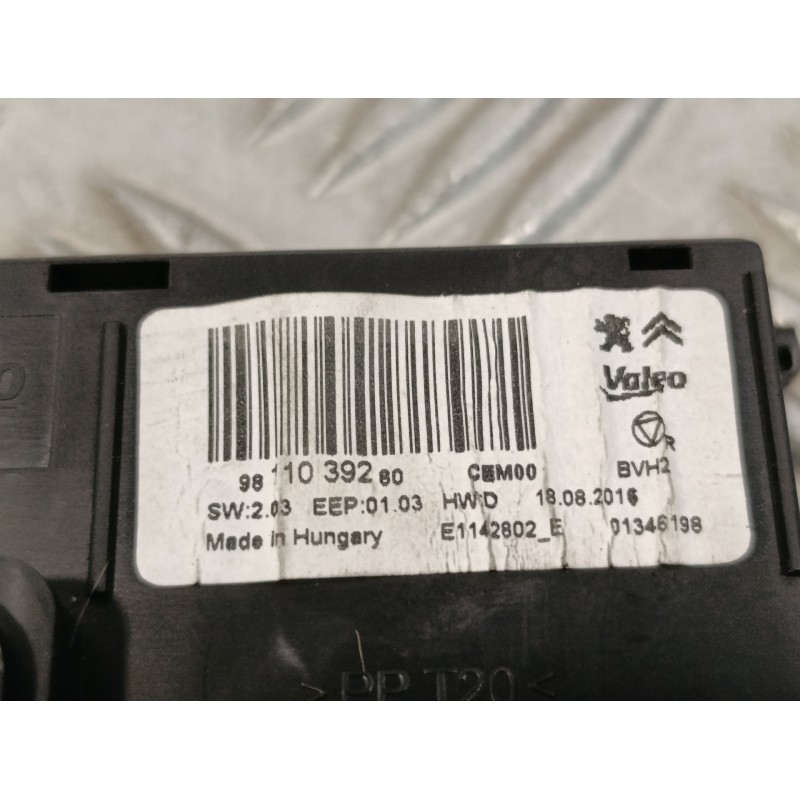 Valeo
98 110 392 80 CEM00 BVH2
SW:2.03 EEP:01.03 HW:D 18.08.2016
Made in Hungary E1142802_E 01346198
R
> PP T20 <